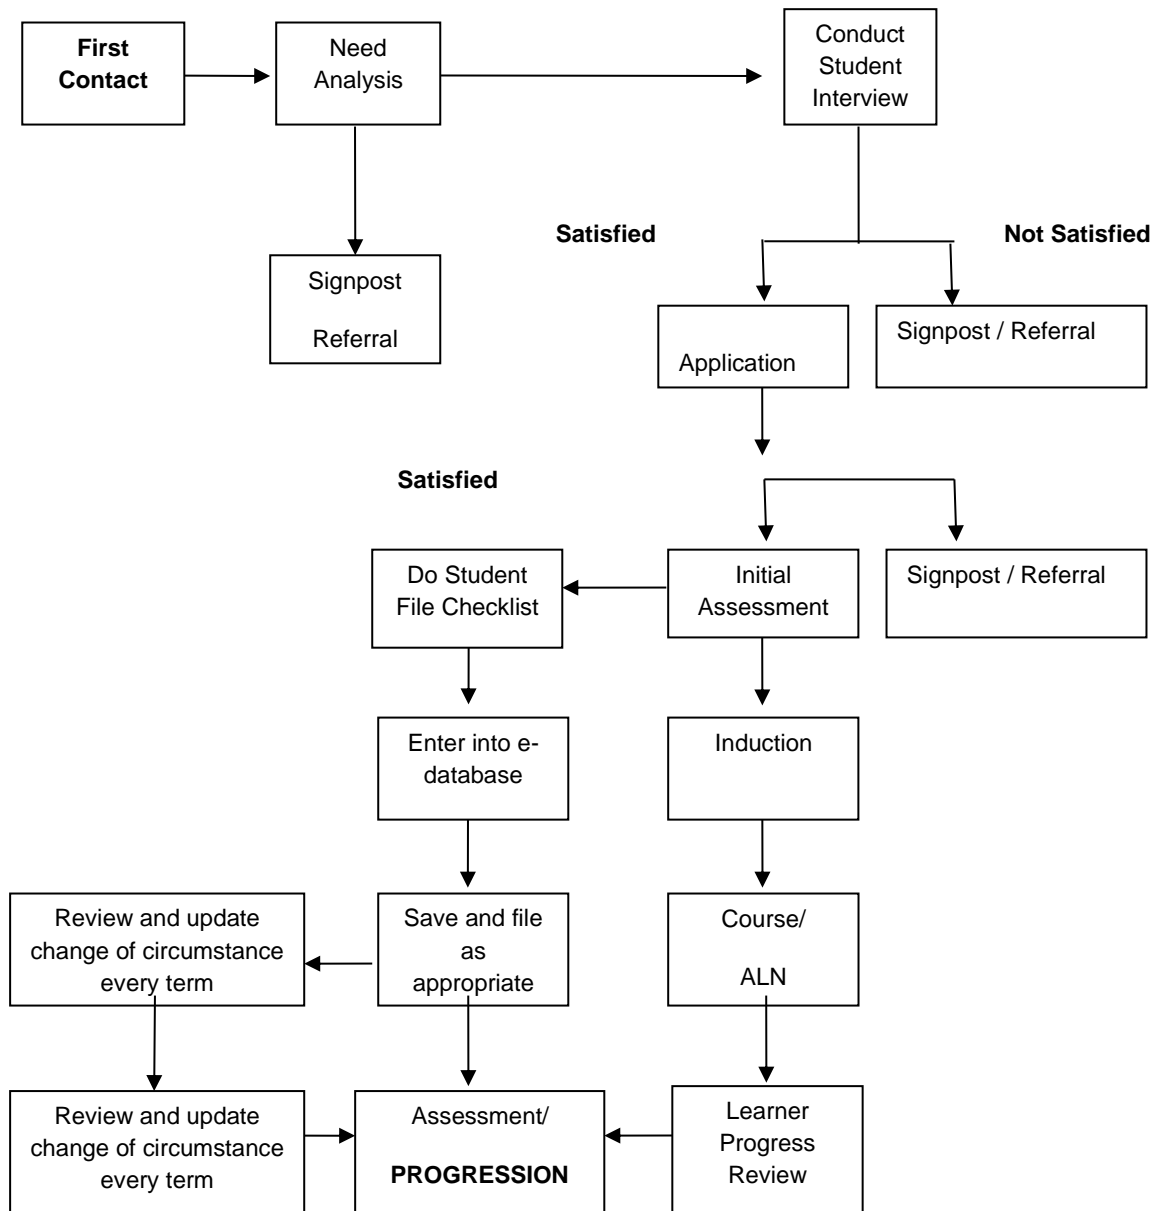 First
Contact
Need
Analysis
Conduct
Student
Interview
Satisfied
Not Satisfied
Signpost
Referral
Application
Signpost / Referral
Satisfied
Do Student
File Checklist
Initial
Assessment
Signpost / Referral
Enter into e-
database
Induction
Review and update
change of circumstance
every term
Save and file
as
appropriate
Course/
ALN
Review and update
change of circumstance
every term
Assessment/
PROGRESSION
Learner
Progress
Review